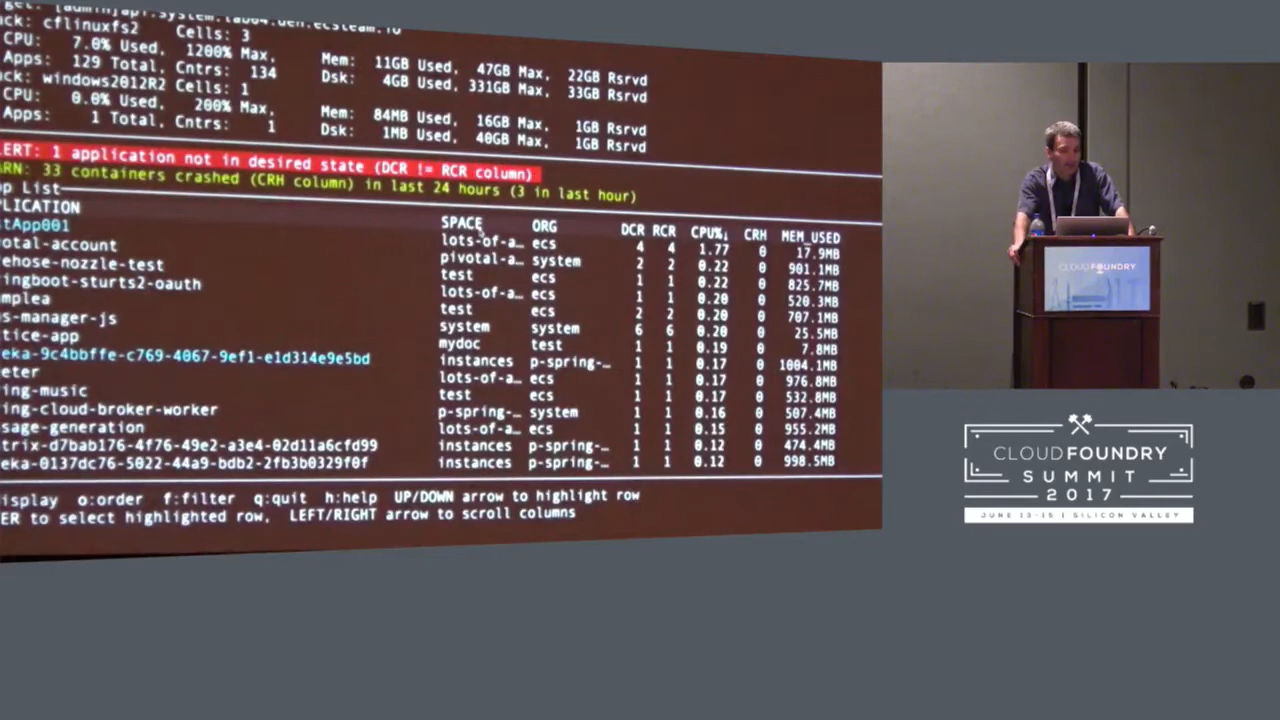 get: [admin]api.system.lab04.den.ecsteam.io
ack: cflinuxfs2 Cells: 3
CPU: 7.0% Used, 1200% Max, Mem: 11GB Used, 47GB Max, 22GB Rsrvd
Apps: 129 Total, Cntrs: 134 Dsk: 4GB Used, 331GB Max, 33GB Rsrvd
ack: windows2012R2 Cells: 1
CPU: 0.0% Used, 200% Max, Mem: 84MB Used, 16GB Max, 1GB Rsrvd
Apps: 1 Total, Cntrs: 1 Dsk: 1MB Used, 40GB Max, 1GB Rsrvd
LERT: 1 application not in desired state (DCR != RCR column)
ARN: 33 containers crashed (CRH column) in last 24 hours (3 in last hour)
p List
PLICATION SPACE ORG DCR RCR CPU%↓ CRH MEM_USED
stApp001 lots-of-a… ecs 4 4 1.77 0 17.9MB
otal-account pivotal-a… system 2 2 0.22 0 901.1MB
ehose-nozzle-test test ecs 1 1 0.22 0 825.7MB
ingboot-sturts2-oauth lots-of-a… ecs 1 1 0.20 0 520.3MB
mplea test ecs 2 2 0.20 0 707.1MB
s-manager-js system system 6 6 0.20 0 25.5MB
tice-app mydoc test 1 1 0.19 0 7.8MB
eka-9c4bbffe-c769-4067-9ef1-e1d314e9e5bd instances p-spring-… 1 1 0.17 0 1004.1MB
eter lots-of-a… ecs 1 1 0.17 0 976.8MB
ing-music test ecs 1 1 0.17 0 532.8MB
ing-cloud-broker-worker p-spring-… system 1 1 0.16 0 507.4MB
sage-generation lots-of-a… ecs 1 1 0.15 0 955.2MB
trix-d7bab176-4f76-49e2-a3e4-02d11a6cfd99 instances p-spring-… 1 1 0.12 0 474.4MB
eka-0137dc76-5022-44a9-bdb2-2fb3b0329f0f instances p-spring-… 1 1 0.12 0 998.5MB
isplay o:order f:filter q:quit h:help UP/DOWN arrow to highlight row
ER to select highlighted row, LEFT/RIGHT arrow to scroll columns
CLOUDFOUNDRY
CLOUDFOUNDRY
SUMMIT
2017
JUNE 13-15 | SILICON VALLEY